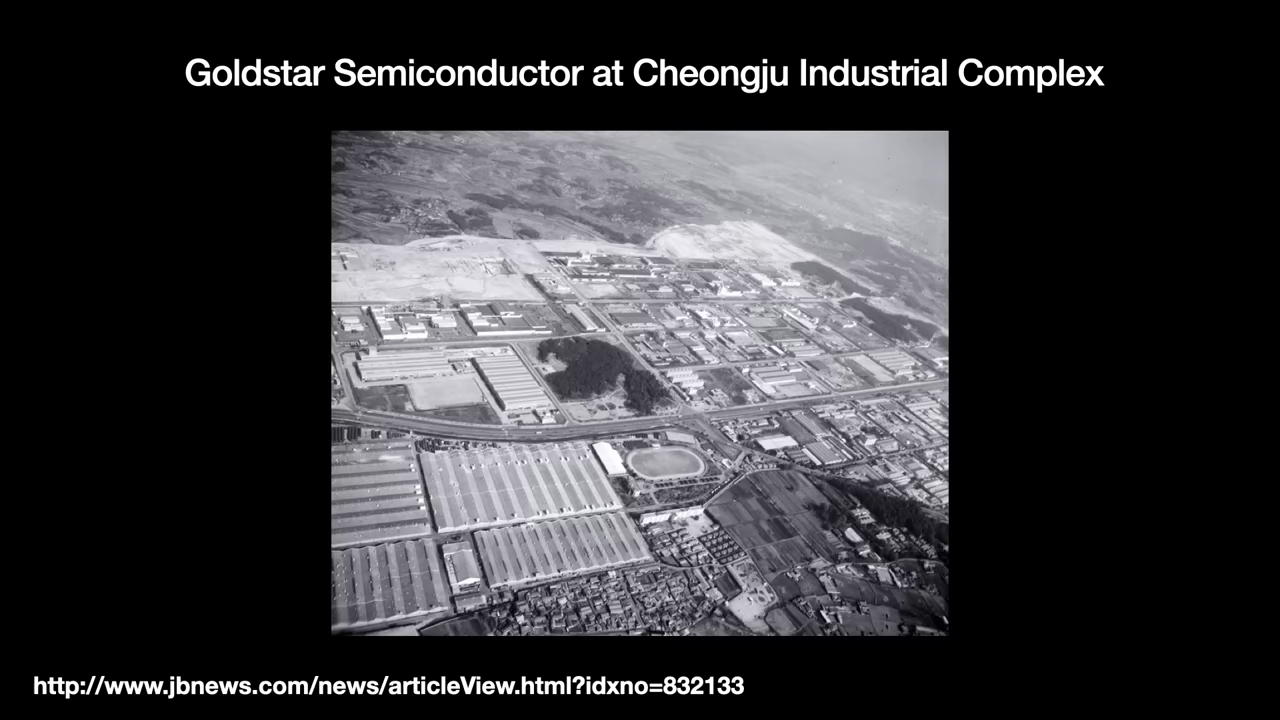 Goldstar Semiconductor at Cheongju Industrial Complex
http://www.jbnews.com/news/articleView.html?idxno=832133